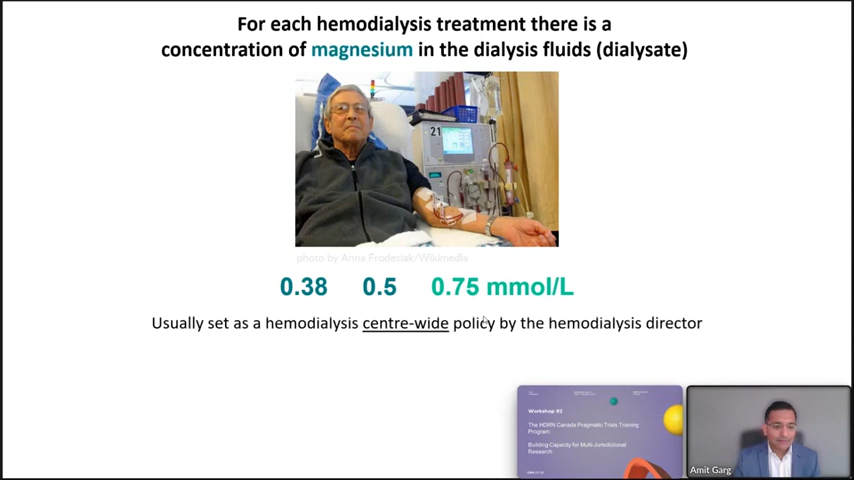 For each hemodialysis treatment there is a
concentration of magnesium in the dialysis fluids (dialysate)
21
photo by Anna Frodesiak/Wikimedia
0.38 0.5 0.75 mmol/L
Usually set as a hemodialysis centre-wide policy by the hemodialysis director
Workshop #3
The HDRN Canada Pragmatic Trials Training
Program
Building Capacity for Multi-Jurisdictional
Research
Amit Garg